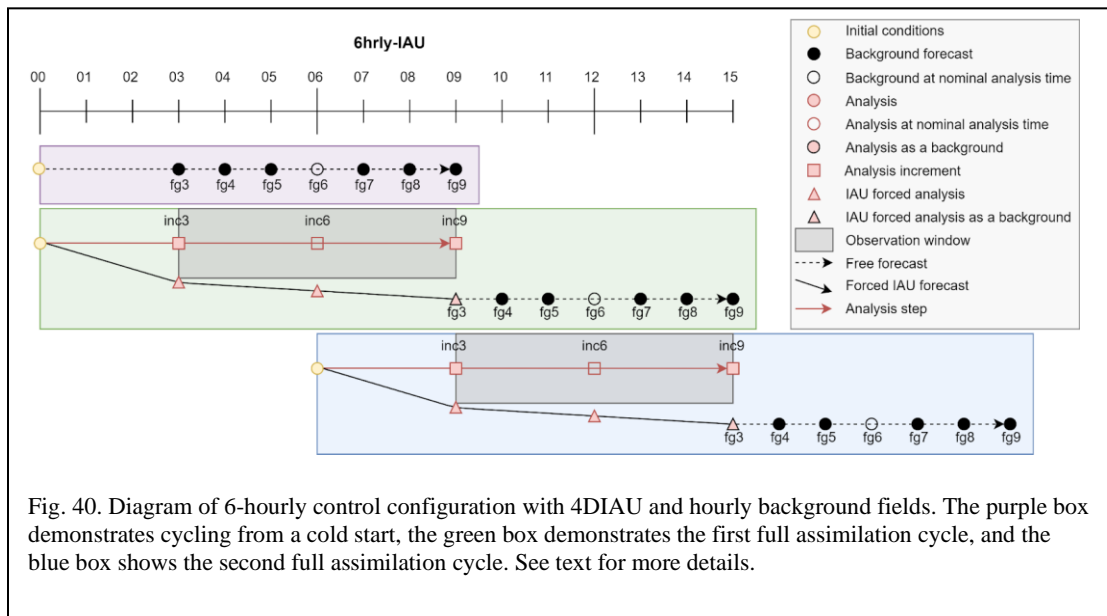 6hrly-IAU
00 01 02 03 04 05 06 07 08 09 10 11 12 13 14 15
Initial conditions
Background forecast
Background at nominal analysis time
Analysis
Analysis at nominal analysis time
Analysis as a background
Analysis increment
IAU forced analysis
IAU forced analysis as a background
Observation window
Free forecast
Forced IAU forecast
Analysis step
fg3 fg4 fg5 fg6 fg7 fg8 fg9
inc3 inc6 inc9
fg3 fg4 fg5 fg6 fg7 fg8 fg9
inc3 inc6 inc9
fg3 fg4 fg5 fg6 fg7 fg8 fg9
Fig. 40. Diagram of 6-hourly control configuration with 4DIAU and hourly background fields. The purple box
demonstrates cycling from a cold start, the green box demonstrates the first full assimilation cycle, and the
blue box shows the second full assimilation cycle. See text for more details.